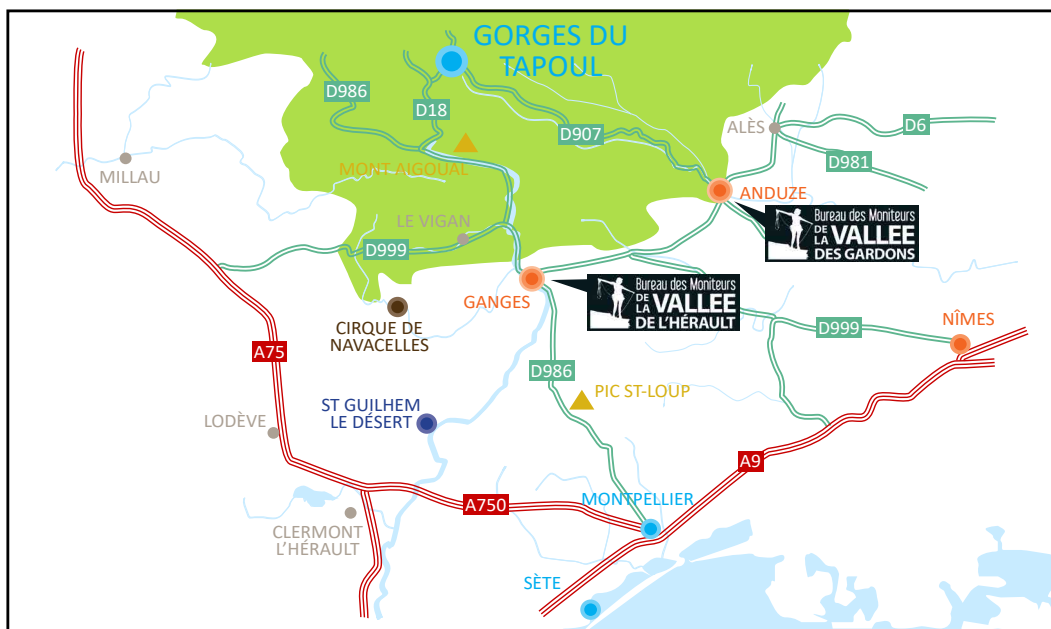 GORGES DU
TAPOUL
D986
D18
D907
ALÈS
D6
D981
MILLAU
MONT AIGOUAL
ANDUZE
Bureau des Moniteurs
DE LA VALLEE
DES GARDONS
LE VIGAN
D999
GANGES
Bureau des Moniteurs
DE LA VALLEE
DE L'HÉRAULT
CIRQUE DE
NAVACELLES
NÎMES
D999
A75
D986
PIC ST-LOUP
ST GUILHEM
LE DÉSERT
LODÈVE
A9
A750
MONTPELLIER
CLERMONT
L'HÉRAULT
SÈTE